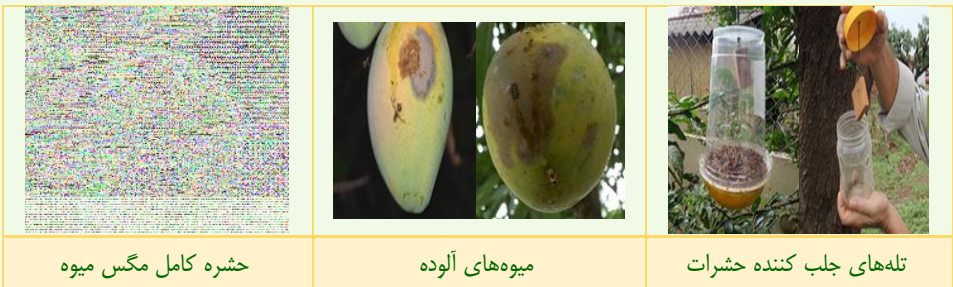 تله‌های جلب کننده حشرات
میوه‌های آلوده
حشره کامل مگس میوه